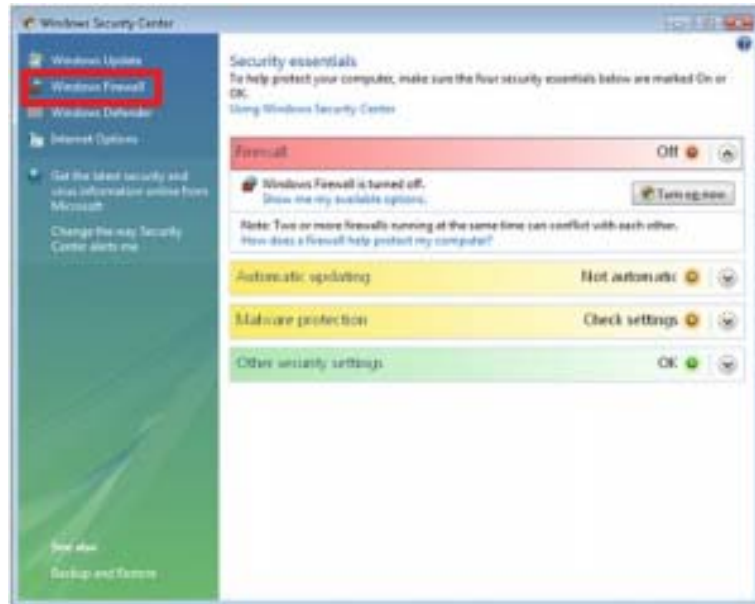 Windows Security Center
Windows Update
Windows Firewall
Windows Defender
Internet Options
Get the latest security and
virus information online from
Microsoft
Change the way Security
Center alerts me
See also
Backup and Restore
Security essentials
To help protect your computer, make sure the four security essentials below are marked On or
OK.
Using Windows Security Center
Firewall Off
Windows Firewall is turned off.
Show me my available options.
Turn on now
Note: Two or more firewalls running at the same time can conflict with each other.
How does a firewall help protect my computer?
Automatic updating Not automatic
Malware protection Check settings
Other security settings OK